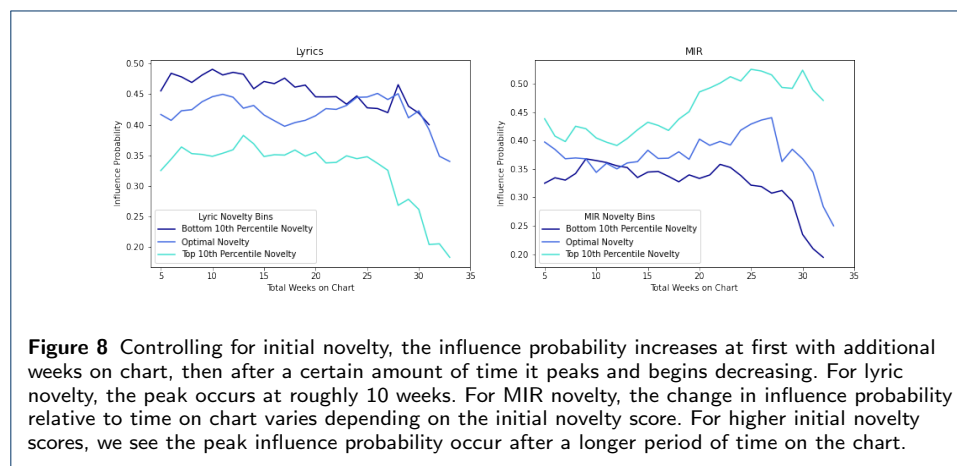 Lyrics
0.50
0.45
0.40
0.35
0.30
0.25
0.20
Influence Probability
Lyric Novelty Bins
Bottom 10th Percentile Novelty
Optimal Novelty
Top 10th Percentile Novelty
5 10 15 20 25 30 35
Total Weeks on Chart
MIR
0.50
0.45
0.40
0.35
0.30
0.25
0.20
Influence Probability
MIR Novelty Bins
Bottom 10th Percentile Novelty
Optimal Novelty
Top 10th Percentile Novelty
5 10 15 20 25 30 35
Total Weeks on Chart
Figure 8 Controlling for initial novelty, the influence probability increases at first with additional
weeks on chart, then after a certain amount of time it peaks and begins decreasing. For lyric
novelty, the peak occurs at roughly 10 weeks. For MIR novelty, the change in influence probability
relative to time on chart varies depending on the initial novelty score. For higher initial novelty
scores, we see the peak influence probability occur after a longer period of time on the chart.